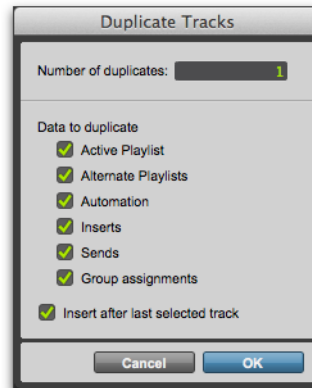 Duplicate Tracks
Number of duplicates: 1
Data to duplicate
Active Playlist
Alternate Playlists
Automation
Inserts
Sends
Group assignments
Insert after last selected track
Cancel OK